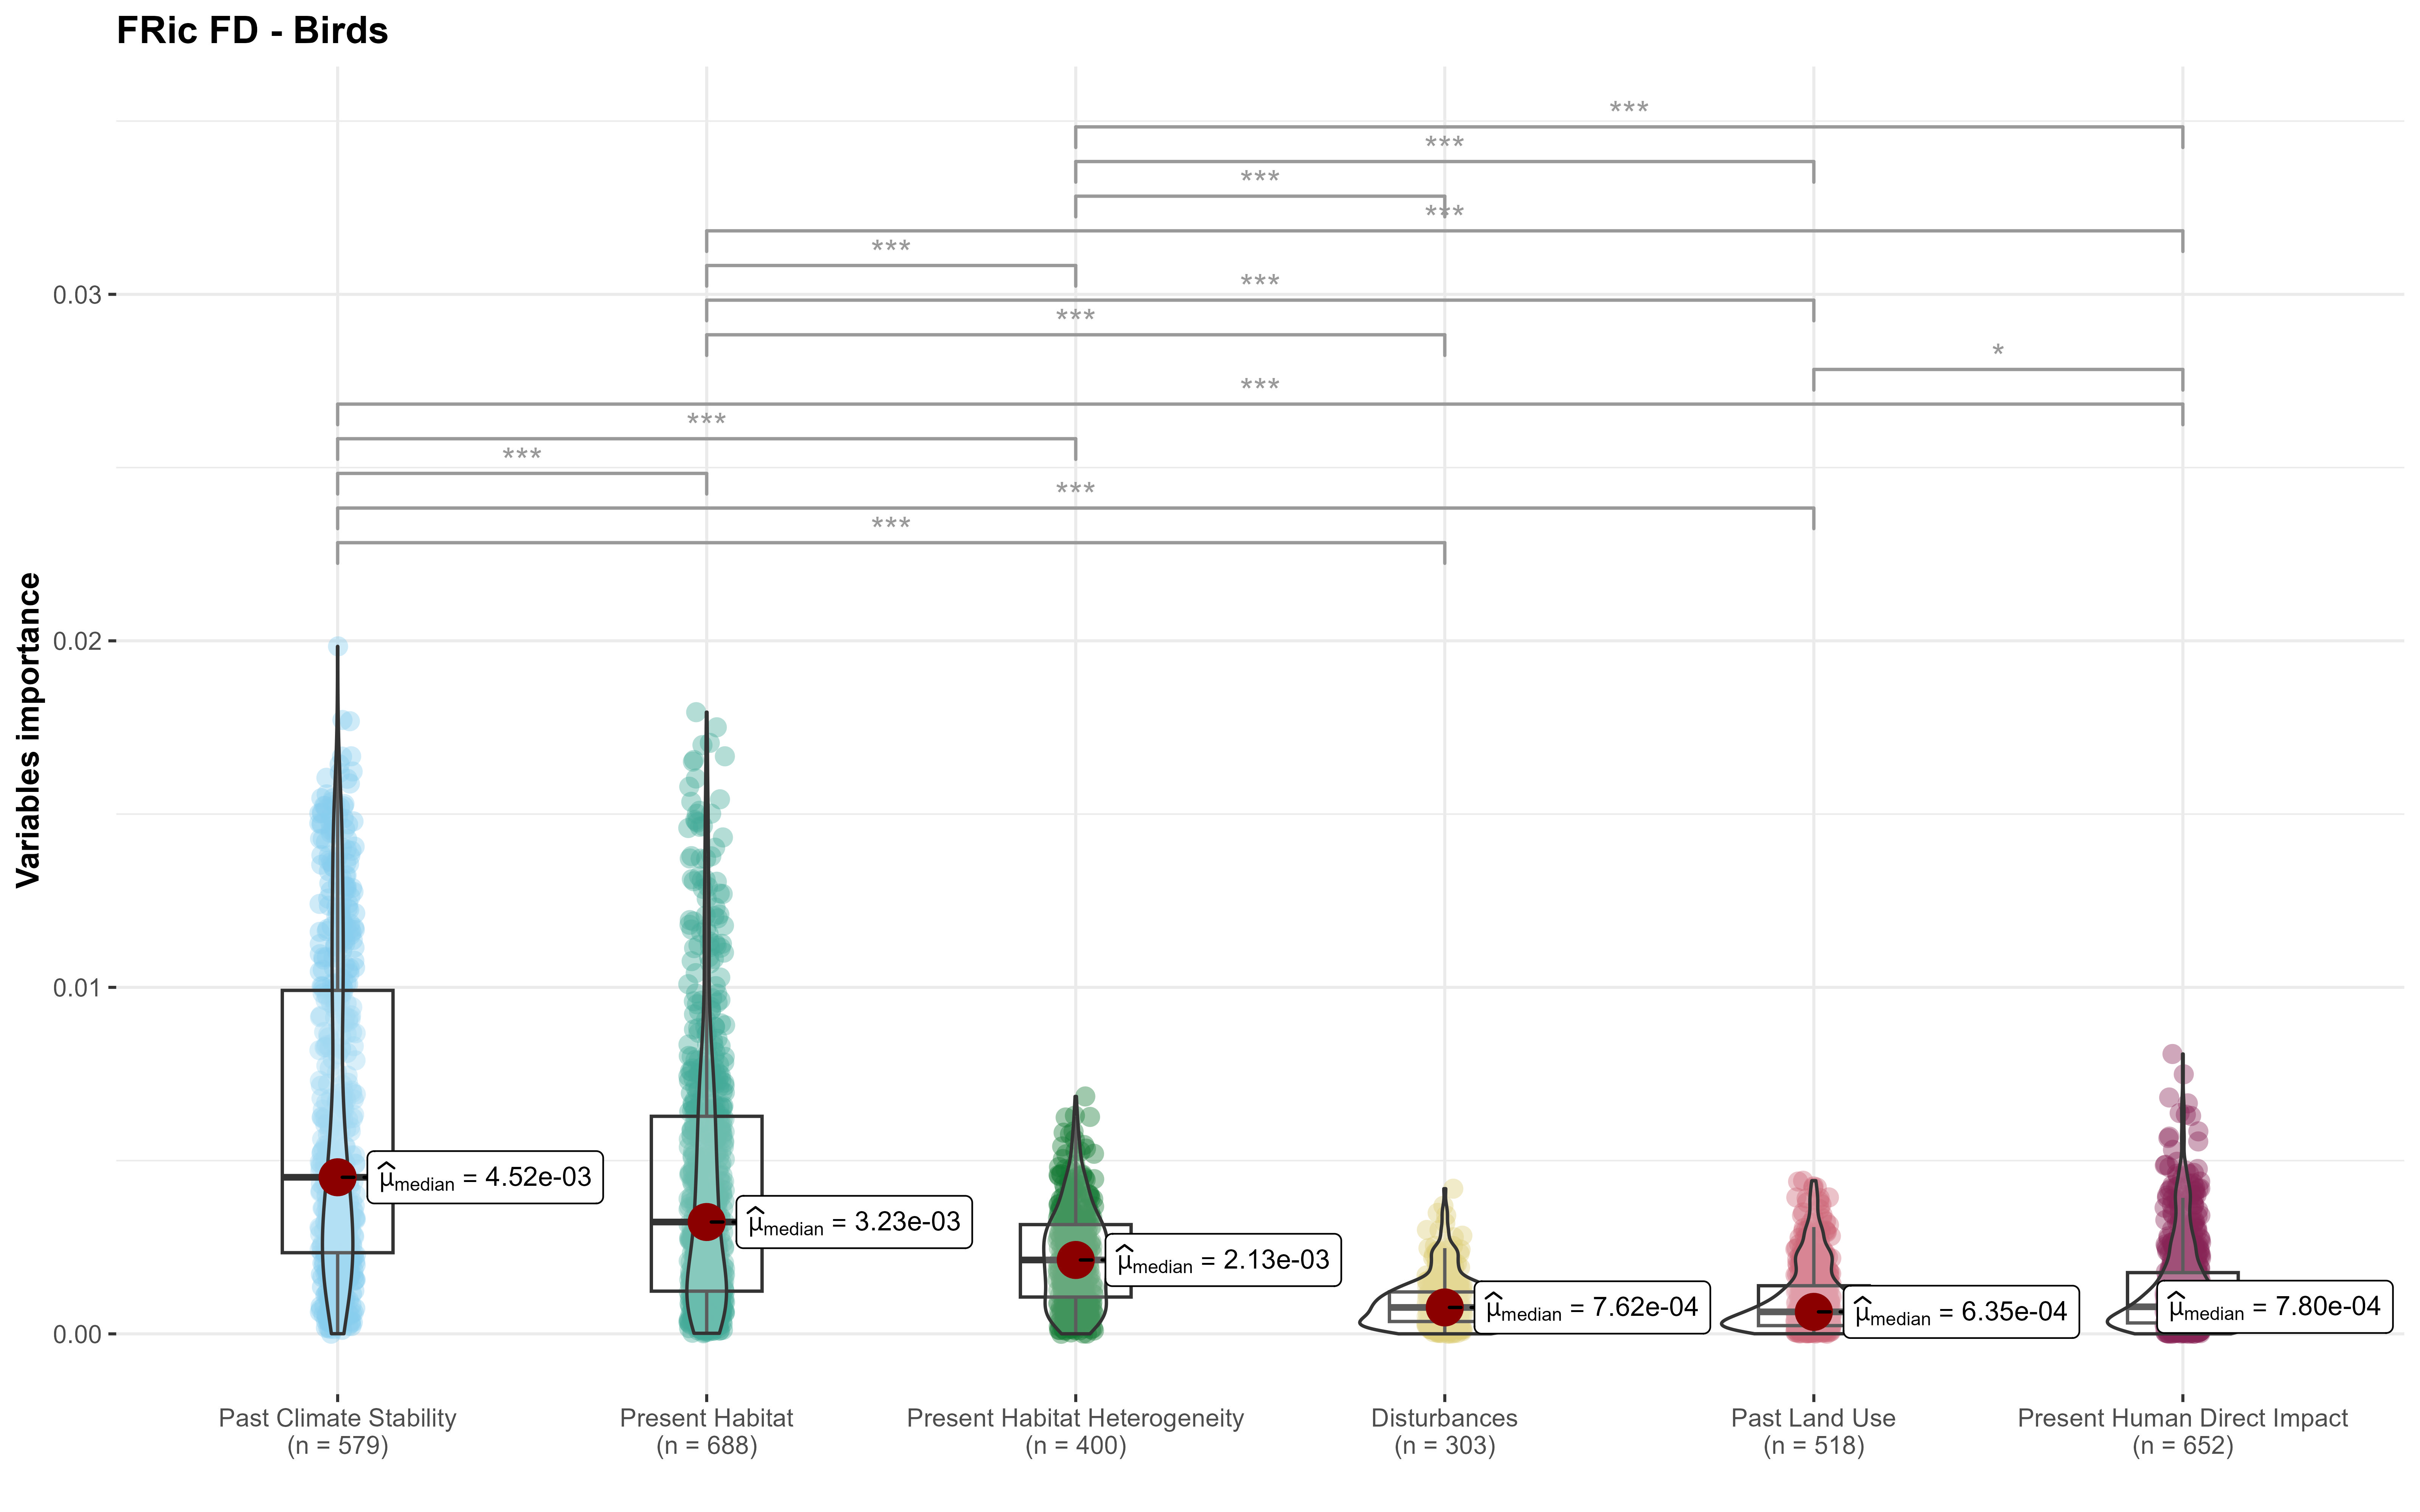 FRic FD - Birds
***
***
***
***
***
***
***
*
***
***
***
***
***
Variables importance
0.03
0.02
0.01
0.00
μ̂median = 4.52e-03
μ̂median = 3.23e-03
μ̂median = 2.13e-03
μ̂median = 7.62e-04
μ̂median = 6.35e-04
μ̂median = 7.80e-04
Past Climate Stability
(n = 579)
Present Habitat
(n = 688)
Present Habitat Heterogeneity
(n = 400)
Disturbances
(n = 303)
Past Land Use
(n = 518)
Present Human Direct Impact
(n = 652)